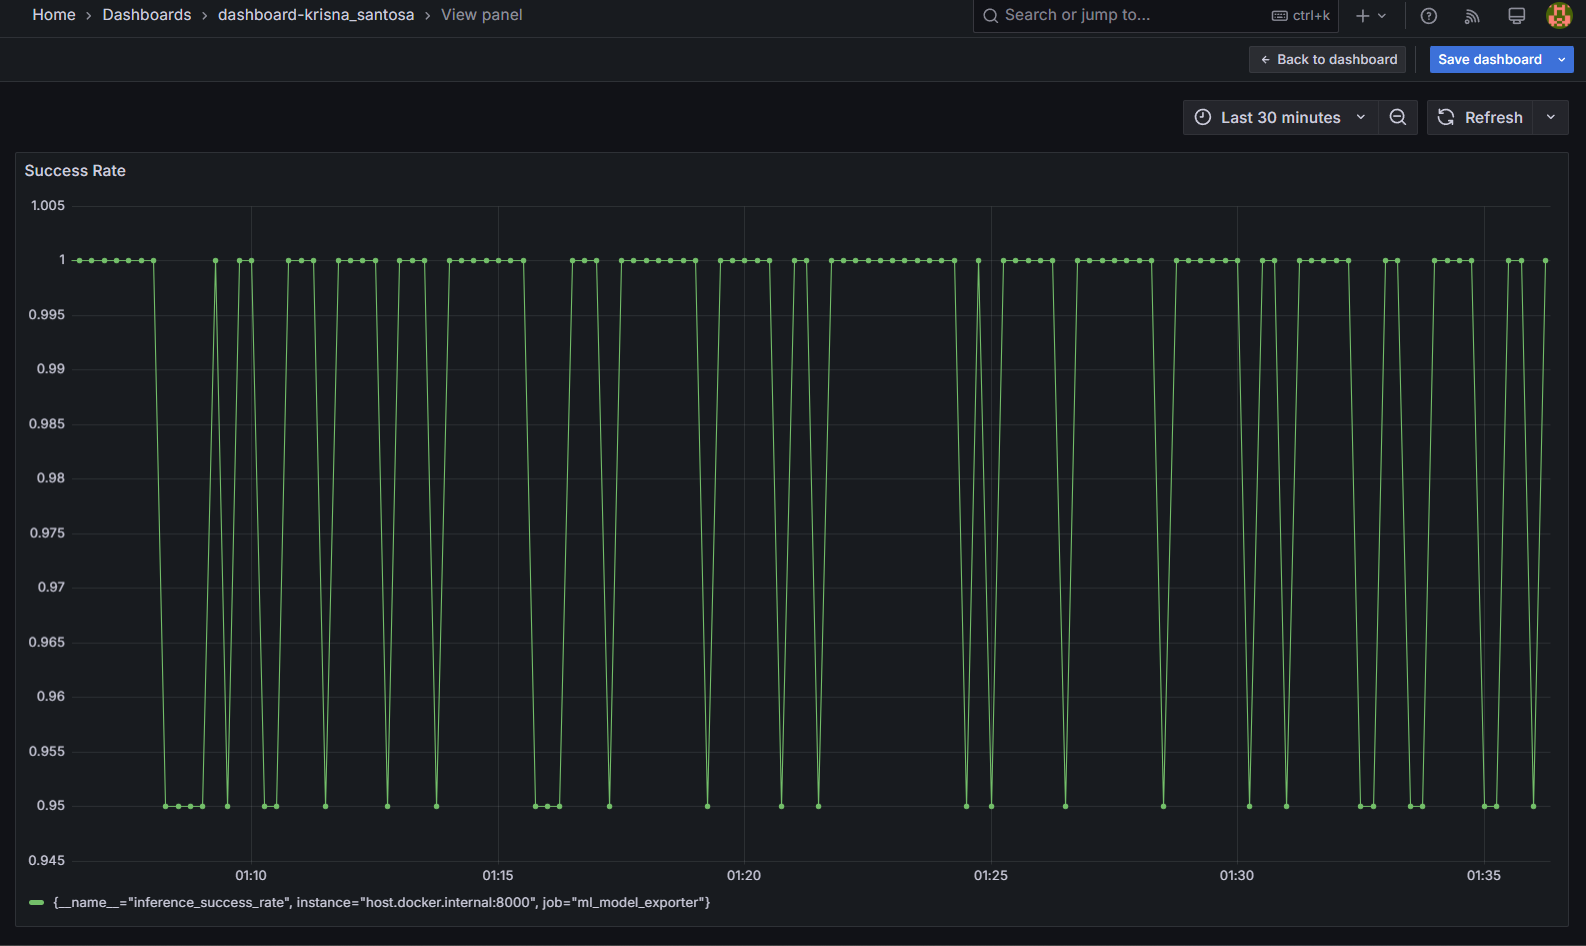 Home › Dashboards › dashboard-krisna_santosa › View panel
Search or jump to... ctrl+k
Back to dashboard
Save dashboard
Last 30 minutes
Refresh
Success Rate
1.005
1
0.995
0.99
0.985
0.98
0.975
0.97
0.965
0.96
0.955
0.95
0.945
01:10 01:15 01:20 01:25 01:30 01:35
{__name__="inference_success_rate", instance="host.docker.internal:8000", job="ml_model_exporter"}